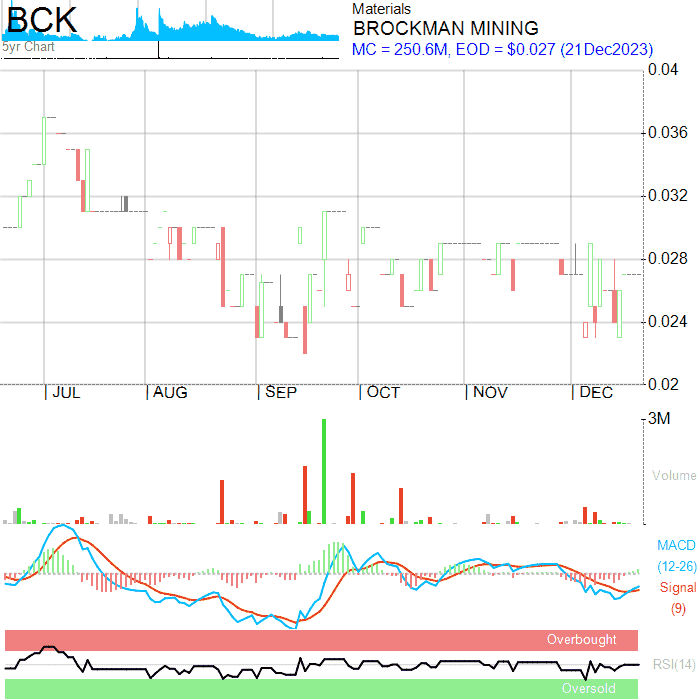 BCK
Materials
BROCKMAN MINING
5yr Chart
MC = 250.6M, EOD = $0.027 (21Dec2023)
0.04
0.036
0.032
0.028
0.024
0.02
JUL AUG SEP OCT NOV DEC
3M
Volume
MACD
(12-26)
Signal
(9)
Overbought
RSI(14)
Oversold